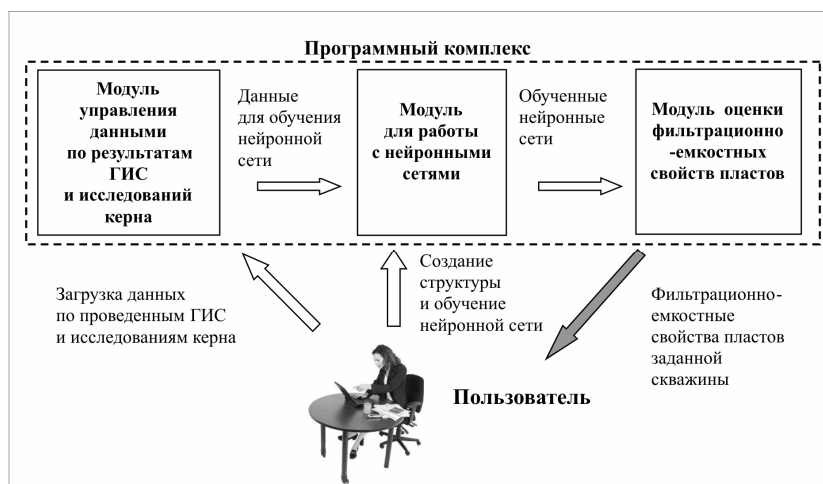 Программный комплекс
Модуль
управления
данными
по результатам
ГИС
и исследований
керна
Данные
для обучения
нейронной
сети
Модуль
для работы
с нейронными
сетями
Обученные
нейронные
сети
Модуль оценки
фильтрационно
-емкостных
свойств пластов
Загрузка данных
по проведенным ГИС
и исследованиям керна
Создание
структуры
и обучение
нейронной сети
Фильтрационно-
емкостные
свойства пластов
заданной
скважины
Пользователь